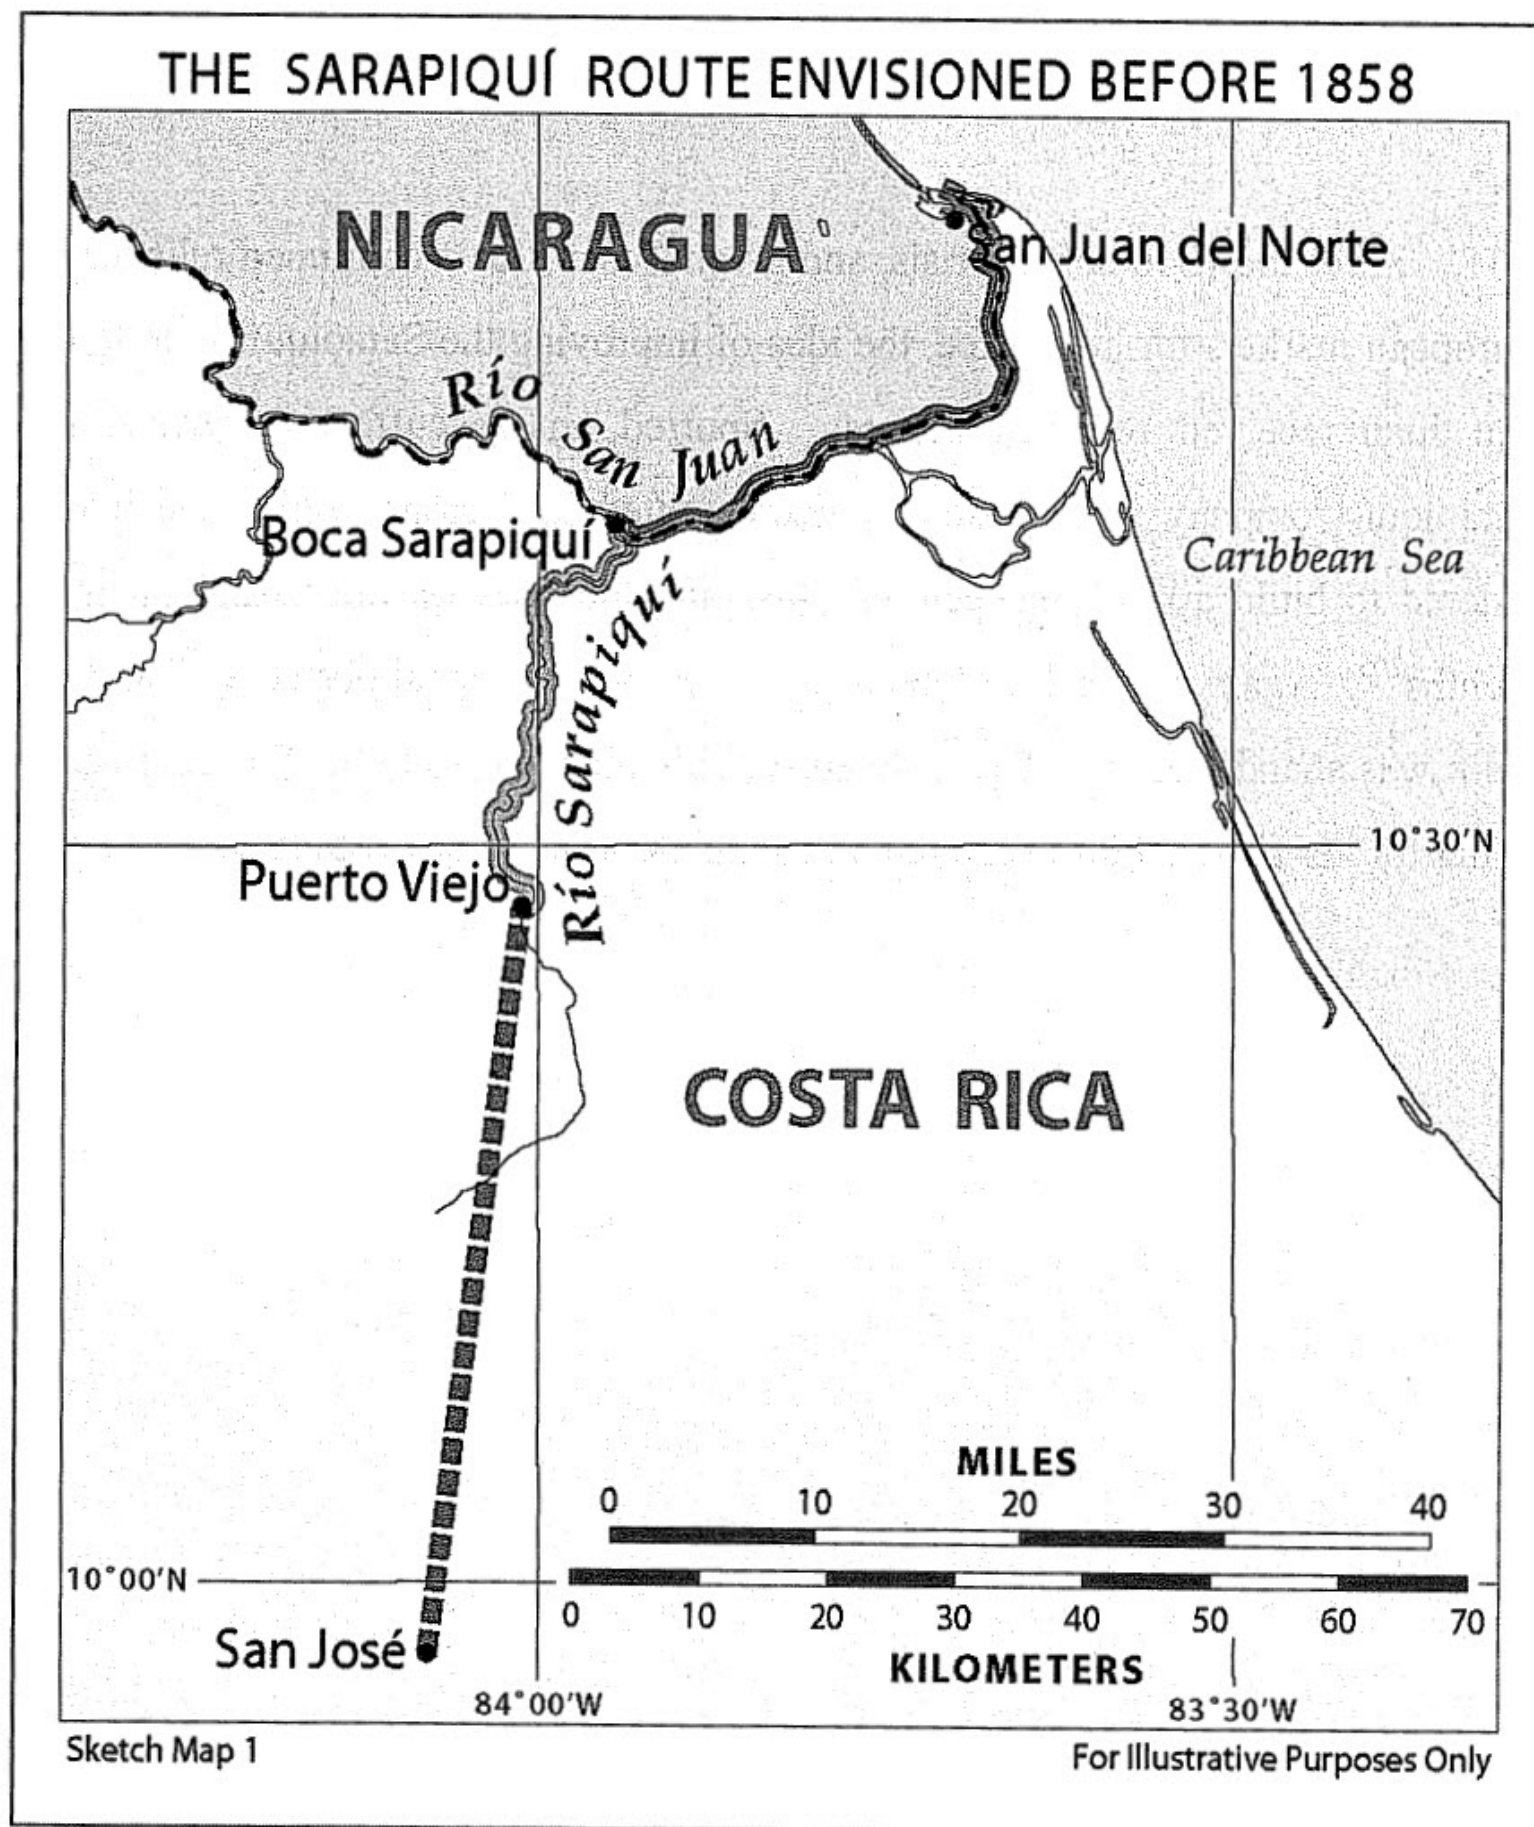 THE SARAPIQUÍ ROUTE ENVISIONED BEFORE 1858
NICARAGUA
San Juan del Norte
Río San Juan
Boca Sarapiquí
Caribbean Sea
Río Sarapiquí
10°30'N
Puerto Viejo
COSTA RICA
MILES
0 10 20 30 40
10°00'N
0 10 20 30 40 50 60 70
San José
KILOMETERS
84°00'W
83°30'W
Sketch Map 1
For Illustrative Purposes Only